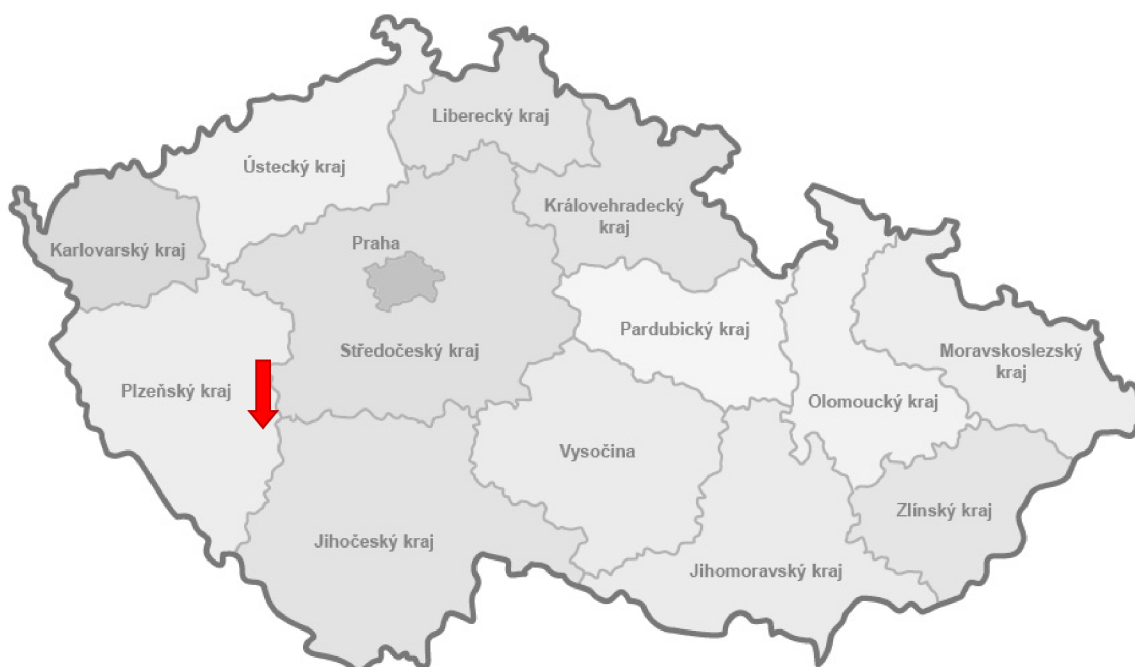 Liberecký kraj
Ústecký kraj
Královehradecký
kraj
Karlovarský kraj
Praha
Pardubický kraj
Středočeský kraj
Moravskoslezský
kraj
Plzeňský kraj
Olomoucký kraj
Vysočina
Zlínský kraj
Jihočeský kraj
Jihomoravský kraj